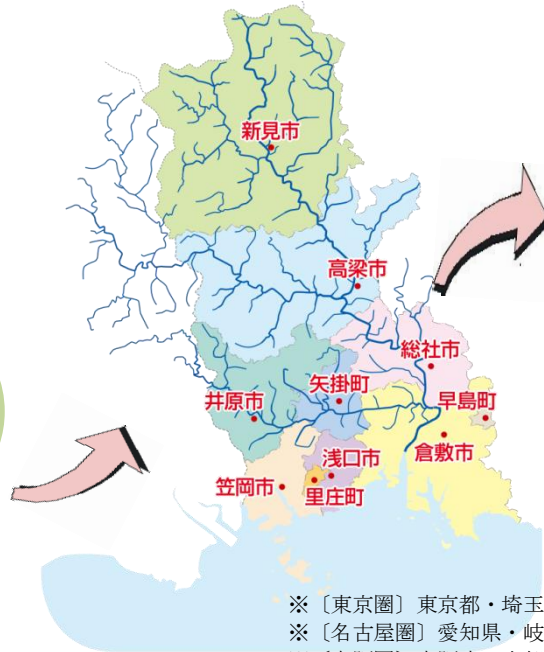 新見市
高梁市
総社市
矢掛町
早島町
井原市
倉敷市
浅口市
笠岡市
里庄町
※〔東京圏〕東京都・埼玉
※〔名古屋圏〕愛知県・岐